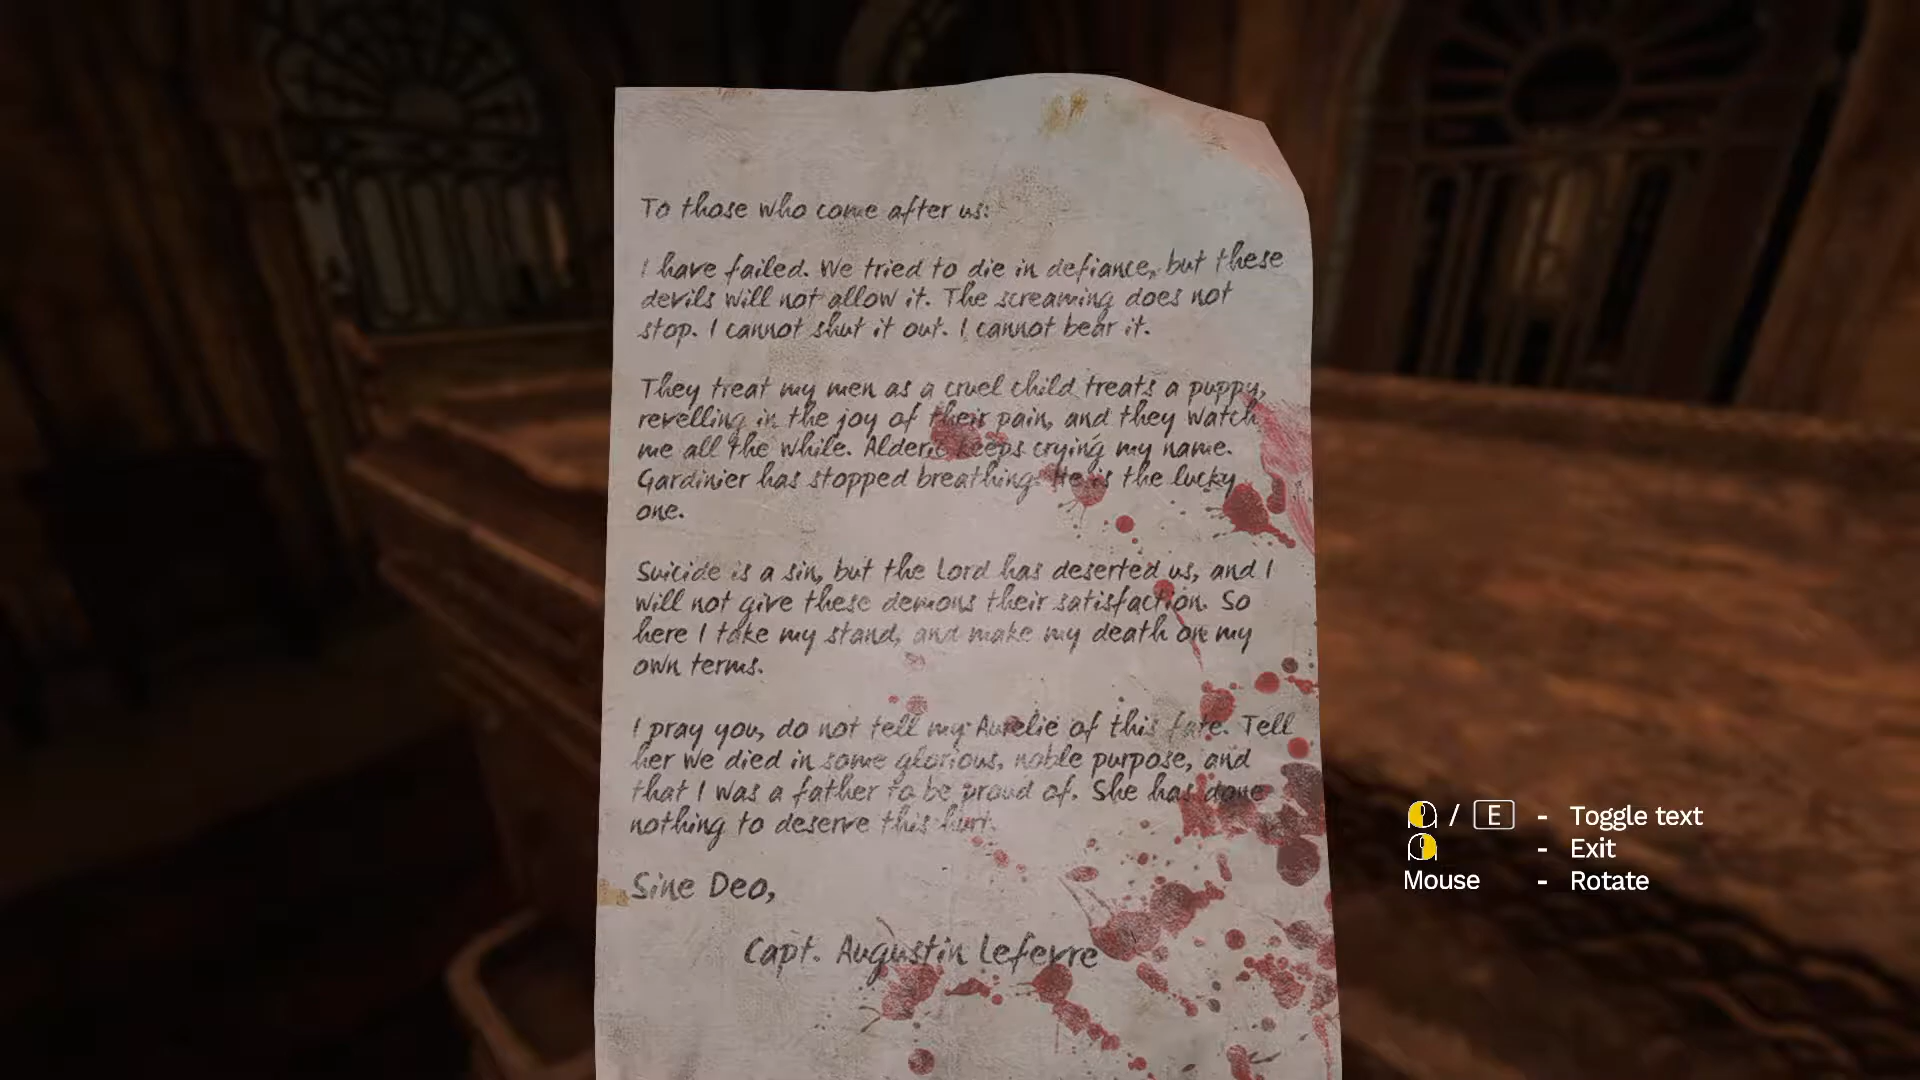 To those who come after us:
I have failed. We tried to die in defiance, but these
devils will not allow it. The screaming does not
stop. I cannot shut it out. I cannot bear it.
They treat my men as a cruel child treats a puppy,
revelling in the joy of their pain, and they watch
me all the while. Alderic keeps crying my name.
Gardinier has stopped breathing. He is the lucky
one.
Suicide is a sin, but the Lord has deserted us, and I
will not give these demons their satisfaction. So
here I take my stand, and make my death on my
own terms.
I pray you, do not tell my Aurelie of this fate. Tell
her we died in some glorious, noble purpose, and
that I was a father to be proud of. She has done
nothing to deserve this hurt.
Sine Deo,
Capt. Augustin Lefevre
/ E - Toggle text
- Exit
Mouse - Rotate